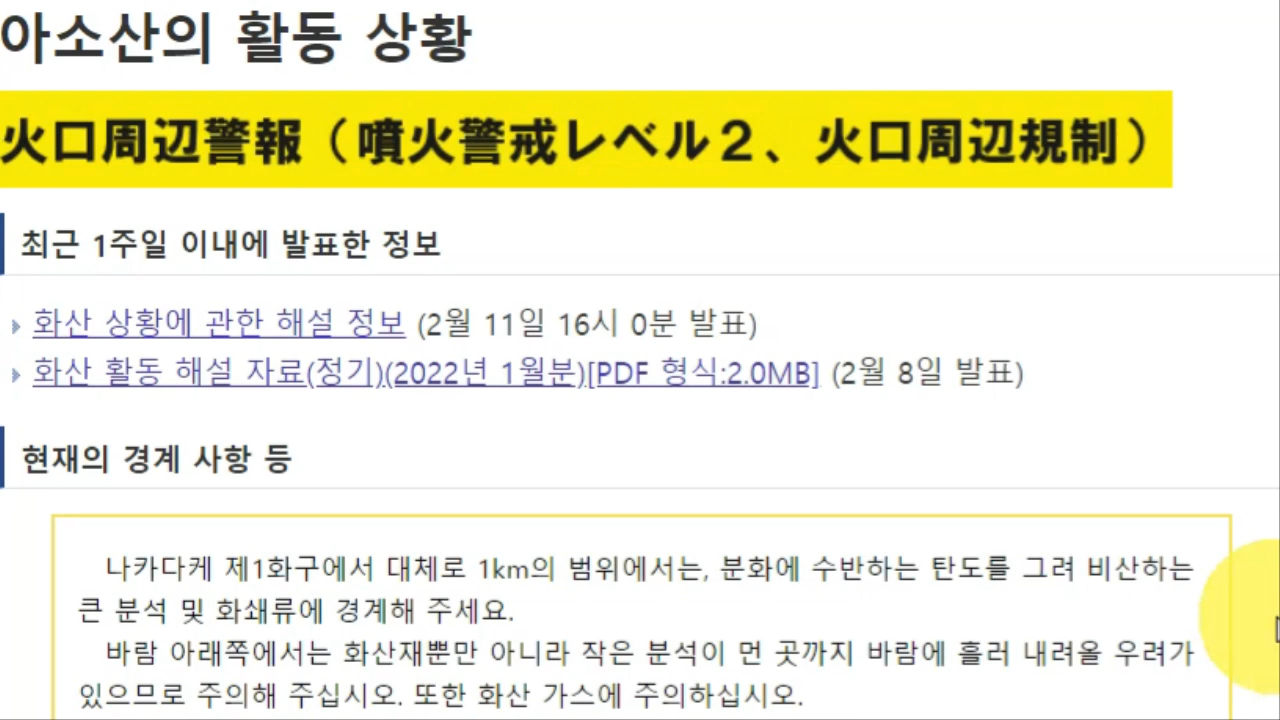 아소산의 활동 상황
火口周辺警報（噴火警戒レベル２、火口周辺規制）
최근 1주일 이내에 발표한 정보
화산 상황에 관한 해설 정보 (2월 11일 16시 0분 발표)
화산 활동 해설 자료(정기)(2022년 1월분)[PDF 형식:2.0MB] (2월 8일 발표)
현재의 경계 사항 등
나카다케 제1화구에서 대체로 1km의 범위에서는, 분화에 수반하는 탄도를 그려 비산하는
큰 분석 및 화쇄류에 경계해 주세요.
바람 아래쪽에서는 화산재뿐만 아니라 작은 분석이 먼 곳까지 바람에 흘러 내려올 우려가
있으므로 주의해 주십시오. 또한 화산 가스에 주의하십시오.